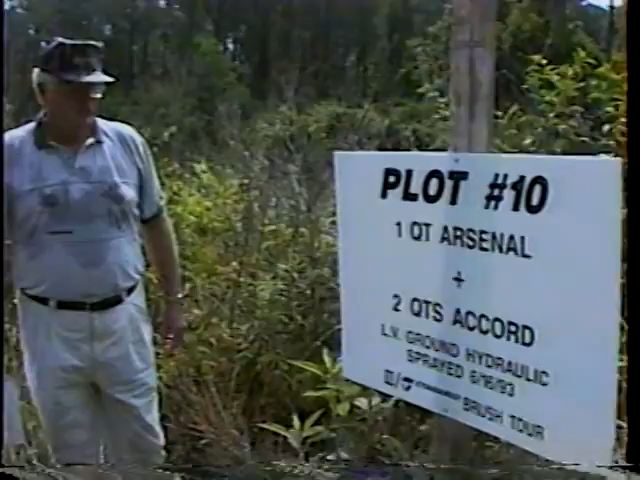 PLOT #10
1 QT ARSENAL
+
2 QTS ACCORD
L.V. GROUND HYDRAULIC
SPRAYED 6/16/93
BRUSH TOUR